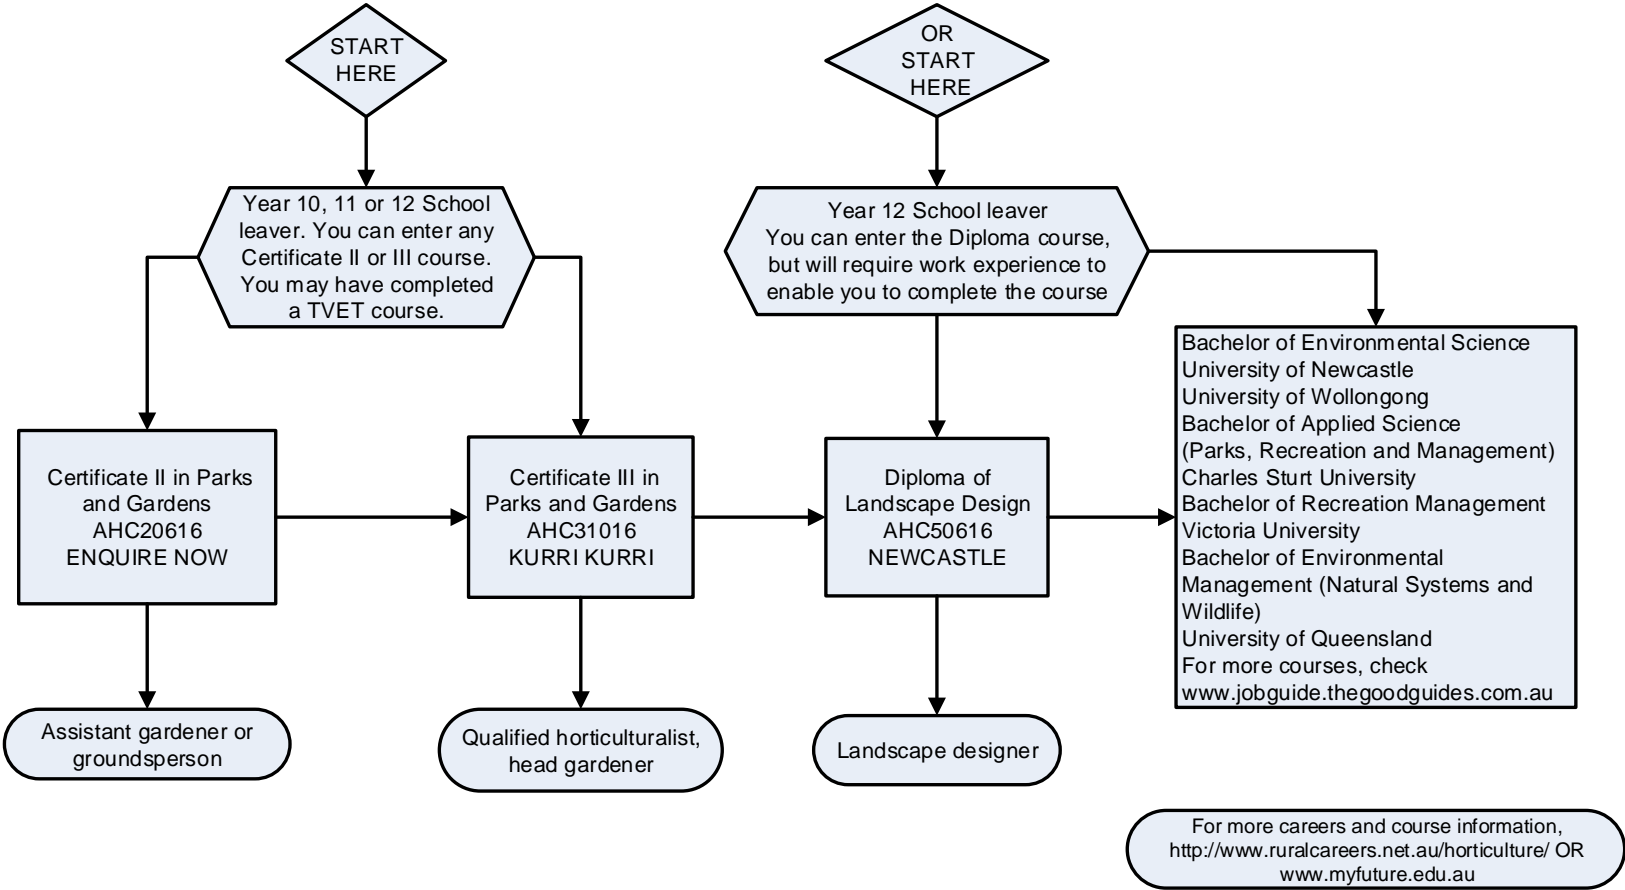 START
HERE
OR
START
HERE
Year 10, 11 or 12 School
leaver. You can enter any
Certificate II or III course.
You may have completed
a TVET course.
Year 12 School leaver
You can enter the Diploma course,
but will require work experience to
enable you to complete the course
Certificate II in Parks
and Gardens
AHC20616
ENQUIRE NOW
Certificate III in
Parks and Gardens
AHC31016
KURRI KURRI
Diploma of
Landscape Design
AHC50616
NEWCASTLE
Bachelor of Environmental Science
University of Newcastle
University of Wollongong
Bachelor of Applied Science
(Parks, Recreation and Management)
Charles Sturt University
Bachelor of Recreation Management
Victoria University
Bachelor of Environmental
Management (Natural Systems and
Wildlife)
University of Queensland
For more courses, check
www.jobguide.thegoodguides.com.au
Assistant gardener or
groundsperson
Qualified horticulturalist,
head gardener
Landscape designer
For more careers and course information,
http://www.ruralcareers.net.au/horticulture/ OR
www.myfuture.edu.au